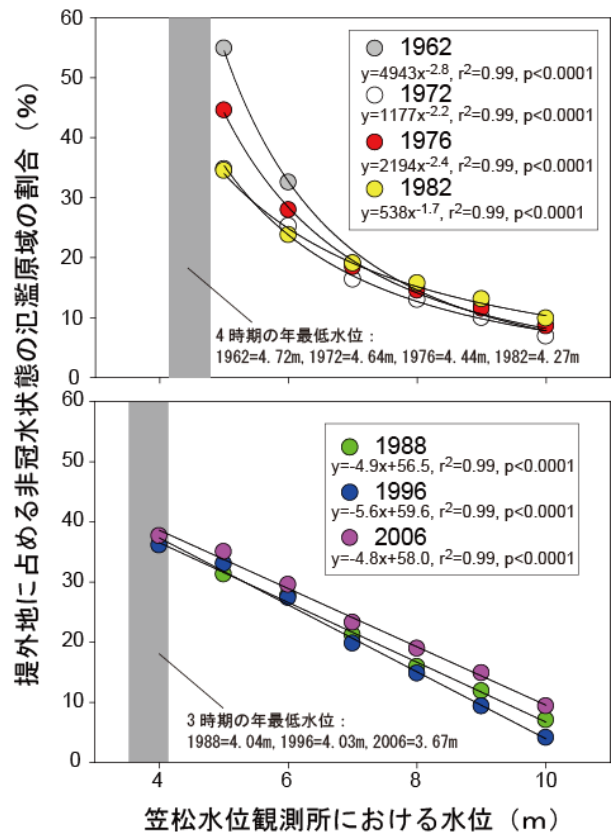 堤外地に占める非冠水状態の氾濫原域の割合（%）
60
50
40
30
20
10
0
1962
y=4943x-2.8, r2=0.99, p<0.0001
1972
y=1177x-2.2, r2=0.99, p<0.0001
1976
y=2194x-2.4, r2=0.99, p<0.0001
1982
y=538x-1.7, r2=0.99, p<0.0001
4時期の年最低水位：
1962=4.72m, 1972=4.64m, 1976=4.44m, 1982=4.27m
60
50
40
30
20
10
0
1988
y=-4.9x+56.5, r2=0.99, p<0.0001
1996
y=-5.6x+59.6, r2=0.99, p<0.0001
2006
y=-4.8x+58.0, r2=0.99, p<0.0001
3時期の年最低水位：
1988=4.04m, 1996=4.03m, 2006=3.67m
4 6 8 10
笠松水位観測所における水位（m）